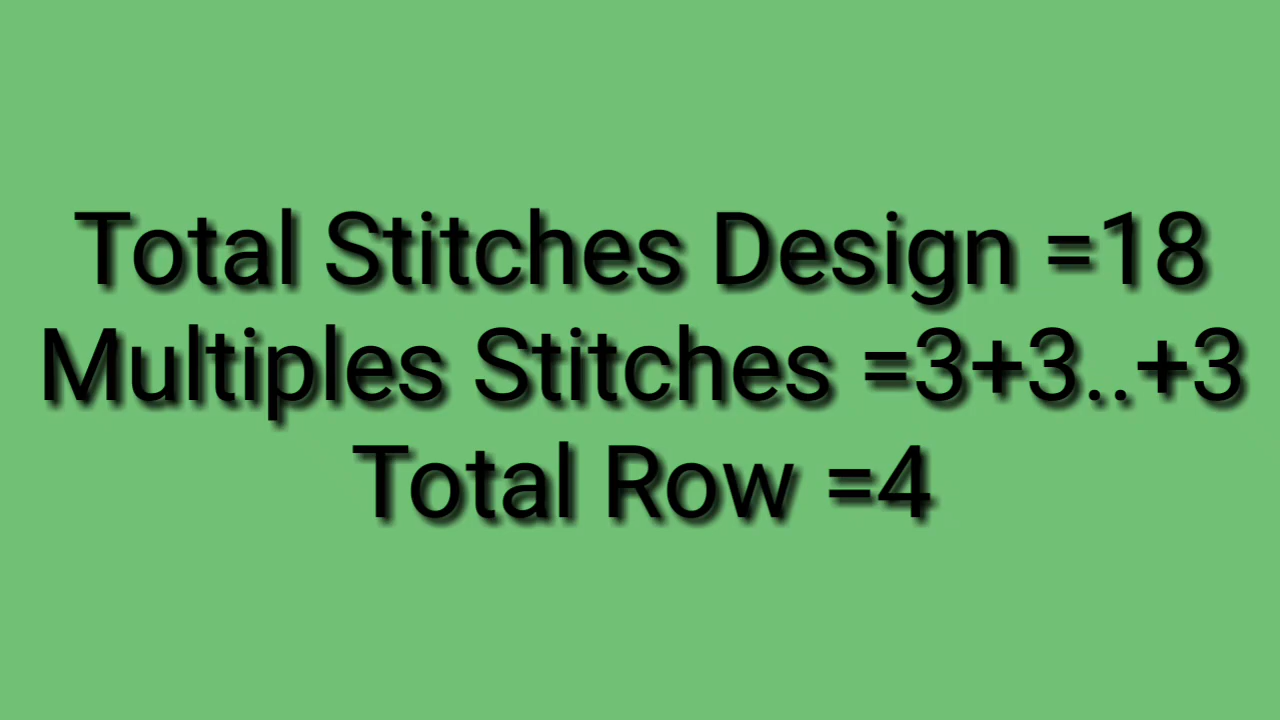 Total Stitches Design =18
Multiples Stitches =3+3..+3
Total Row =4